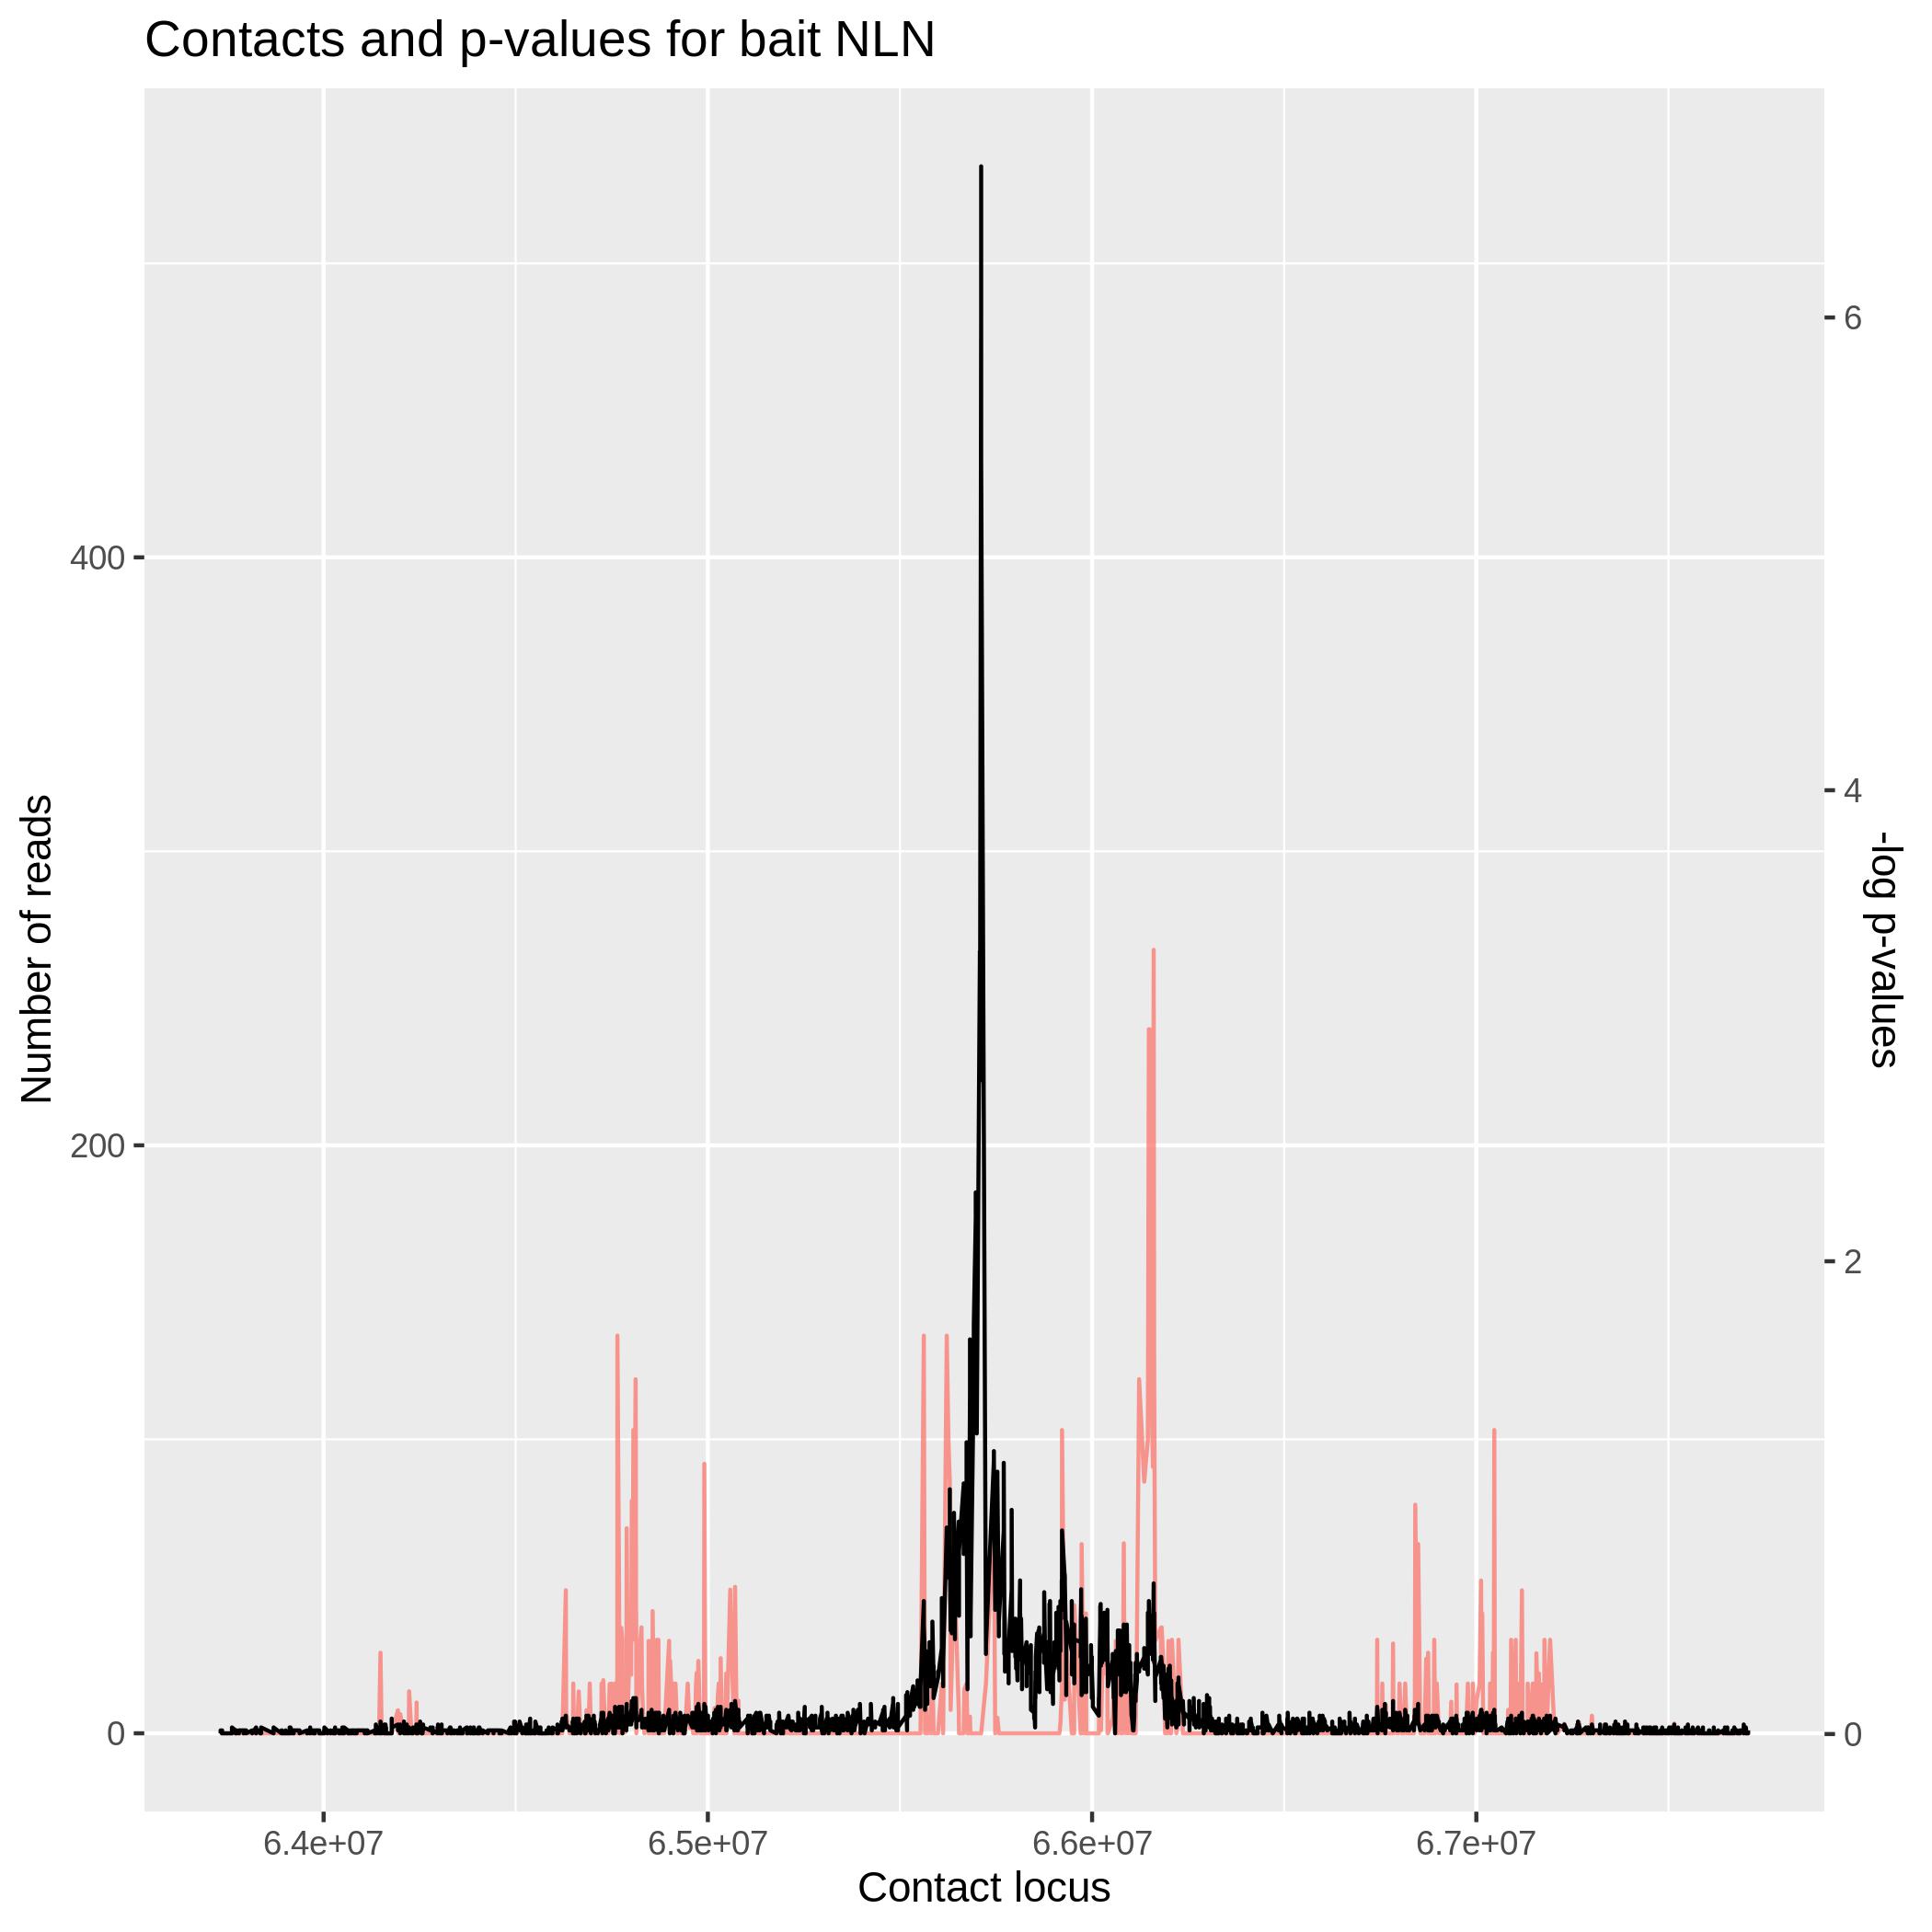 Contacts and p-values for bait NLN
Number of reads
400
200
0
6
4
2
0
-log p-values
6.4e+07
6.5e+07
6.6e+07
6.7e+07
Contact locus